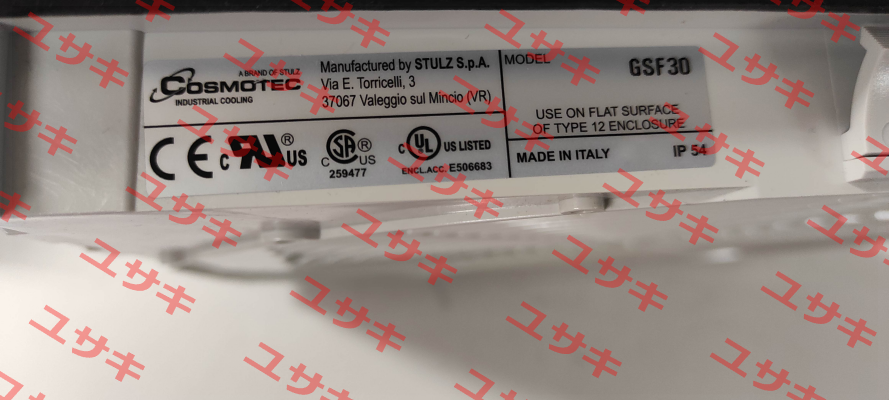 A BRAND OF STULZ
COSMOTEC
INDUSTRIAL COOLING
Manufactured by STULZ S.p.A.
Via E. Torricelli, 3
37067 Valeggio sul Mincio (VR)
MODEL
GSF30
USE ON FLAT SURFACE
OF TYPE 12 ENCLOSURE
CE
c RU ® US
C SA ® US
259477
C UL US LISTED
ENCL.ACC. E506683
MADE IN ITALY
IP 54
ユサキ